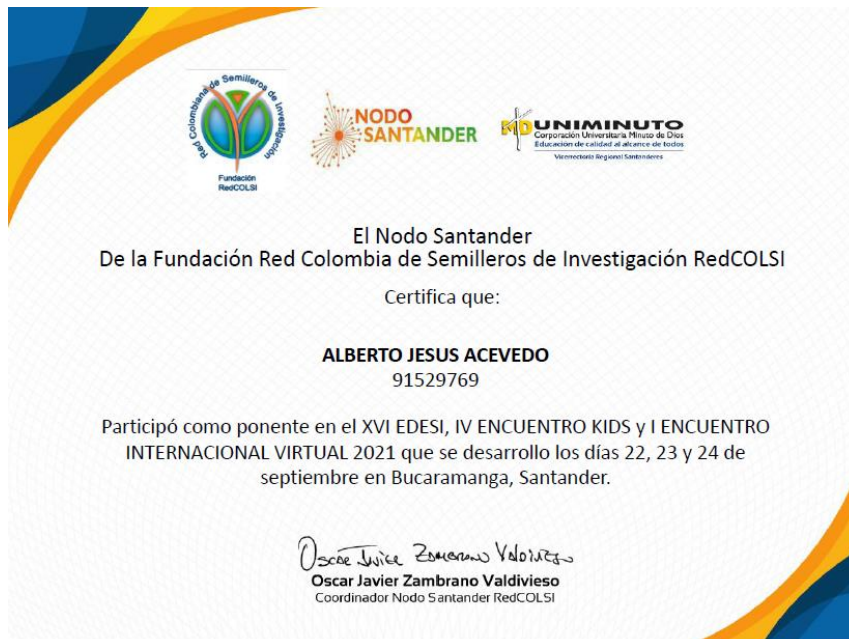 Red Colombiana de Semilleros de Investigación
Fundación
RedCOLSI
NODO
SANTANDER
UNIMINUTO
Corporación Universitaria Minuto de Dios
Educación de calidad al alcance de todos
Vicerrectoría Regional Santanderes
El Nodo Santander
De la Fundación Red Colombia de Semilleros de Investigación RedCOLSI
Certifica que:
ALBERTO JESUS ACEVEDO
91529769
Participó como ponente en el XVI EDESI, IV ENCUENTRO KIDS y I ENCUENTRO
INTERNACIONAL VIRTUAL 2021 que se desarrollo los días 22, 23 y 24 de
septiembre en Bucaramanga, Santander.
Oscar Javier Zambrano Valdivieso
Oscar Javier Zambrano Valdivieso
Coordinador Nodo Santander RedCOLSI